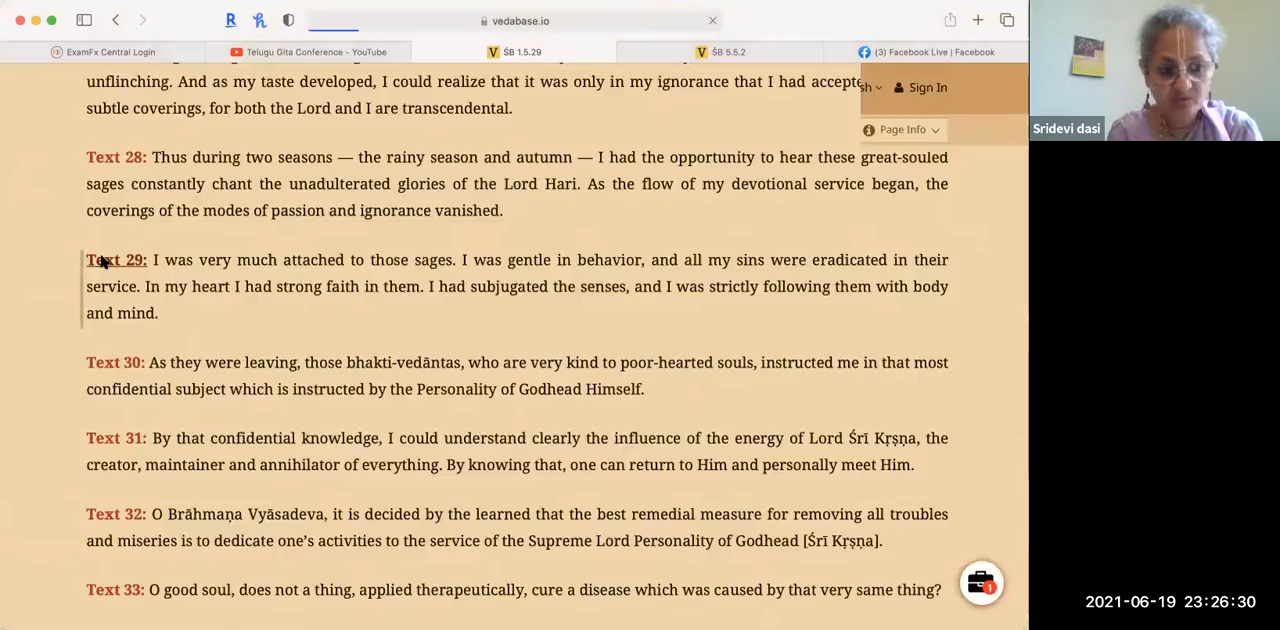 vedabase.io
ExamFx Central Login
Telugu Gita Conference - YouTube
ŚB 1.5.29
ŚB 5.5.2
(3) Facebook Live | Facebook
unflinching. And as my taste developed, I could realize that it was only in my ignorance that I had accepte
subtle coverings, for both the Lord and I are transcendental.
sh
Sign In
Page Info
Text 28: Thus during two seasons — the rainy season and autumn — I had the opportunity to hear these great-souled
sages constantly chant the unadulterated glories of the Lord Hari. As the flow of my devotional service began, the
coverings of the modes of passion and ignorance vanished.
Text 29: I was very much attached to those sages. I was gentle in behavior, and all my sins were eradicated in their
service. In my heart I had strong faith in them. I had subjugated the senses, and I was strictly following them with body
and mind.
Text 30: As they were leaving, those bhakti-vedāntas, who are very kind to poor-hearted souls, instructed me in that most
confidential subject which is instructed by the Personality of Godhead Himself.
Text 31: By that confidential knowledge, I could understand clearly the influence of the energy of Lord Śrī Kṛṣṇa, the
creator, maintainer and annihilator of everything. By knowing that, one can return to Him and personally meet Him.
Text 32: O Brāhmaṇa Vyāsadeva, it is decided by the learned that the best remedial measure for removing all troubles
and miseries is to dedicate one’s activities to the service of the Supreme Lord Personality of Godhead [Śrī Kṛṣṇa].
Text 33: O good soul, does not a thing, applied therapeutically, cure a disease which was caused by that very same thing?
1
Sridevi dasi
2021-06-19 23:26:30